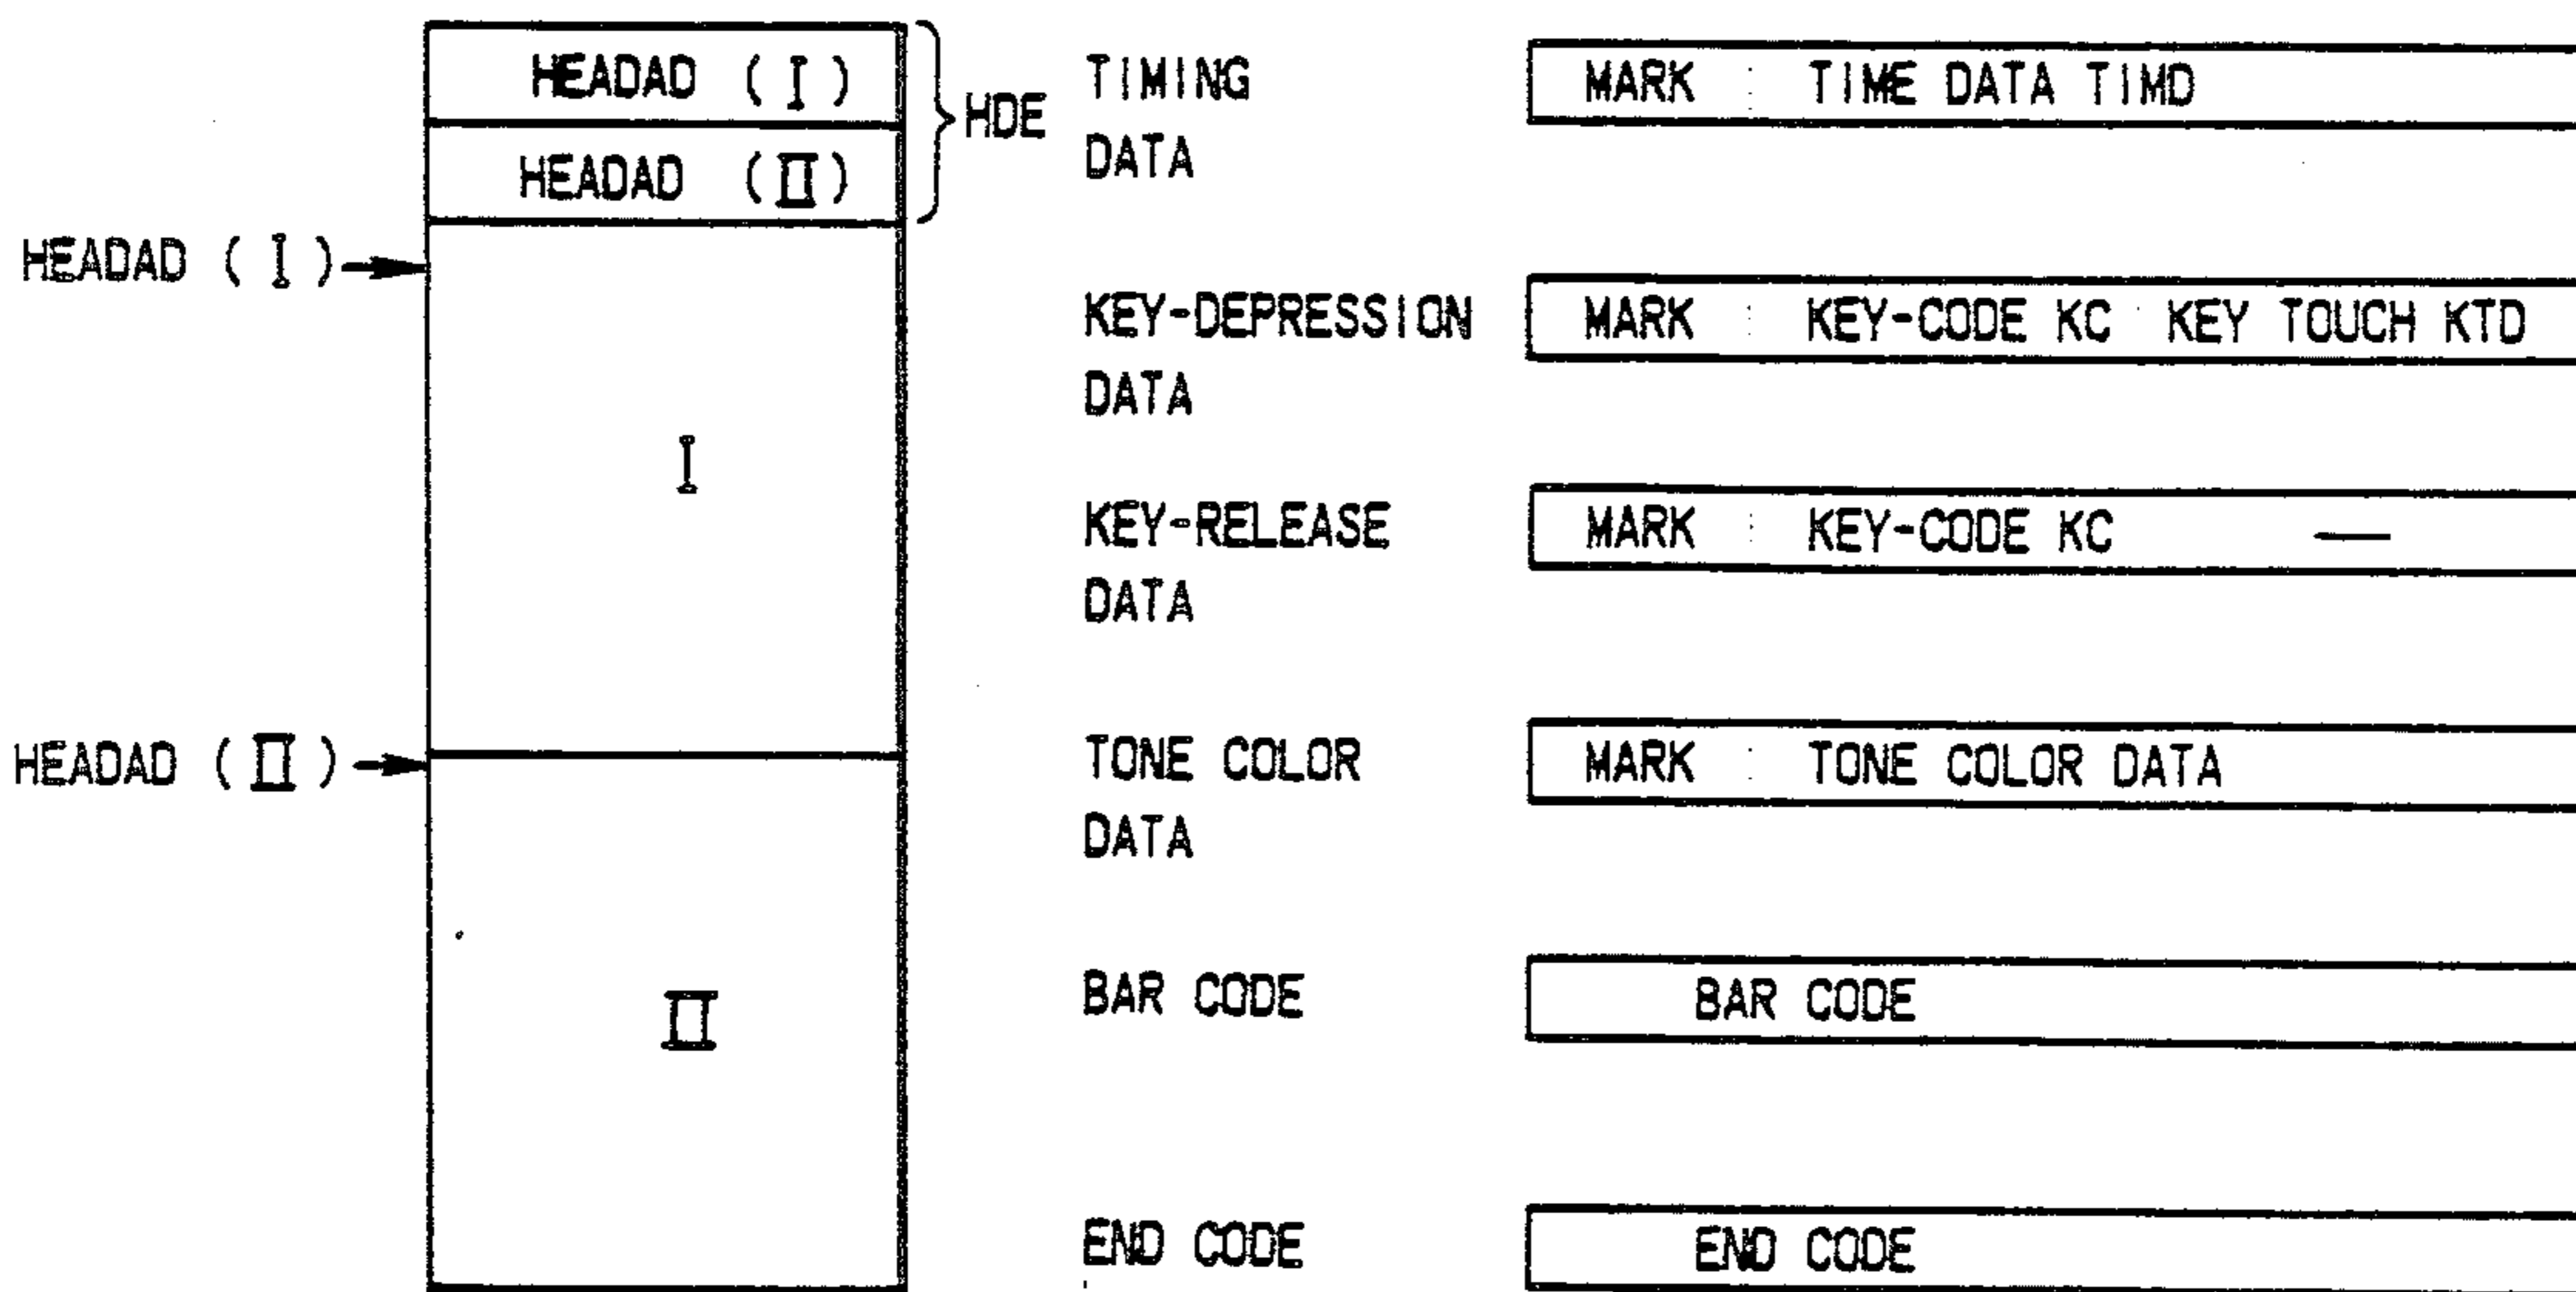 HEADAD ( I )
HEADAD ( II )
HDE
HEADAD ( I )
I
HEADAD ( II )
II
TIMING
DATA
MARK : TIME DATA TIMD
KEY-DEPRESSION
DATA
MARK : KEY-CODE KC KEY TOUCH KTD
KEY-RELEASE
DATA
MARK : KEY-CODE KC —
TONE COLOR
DATA
MARK : TONE COLOR DATA
BAR CODE
BAR CODE
END CODE
END CODE